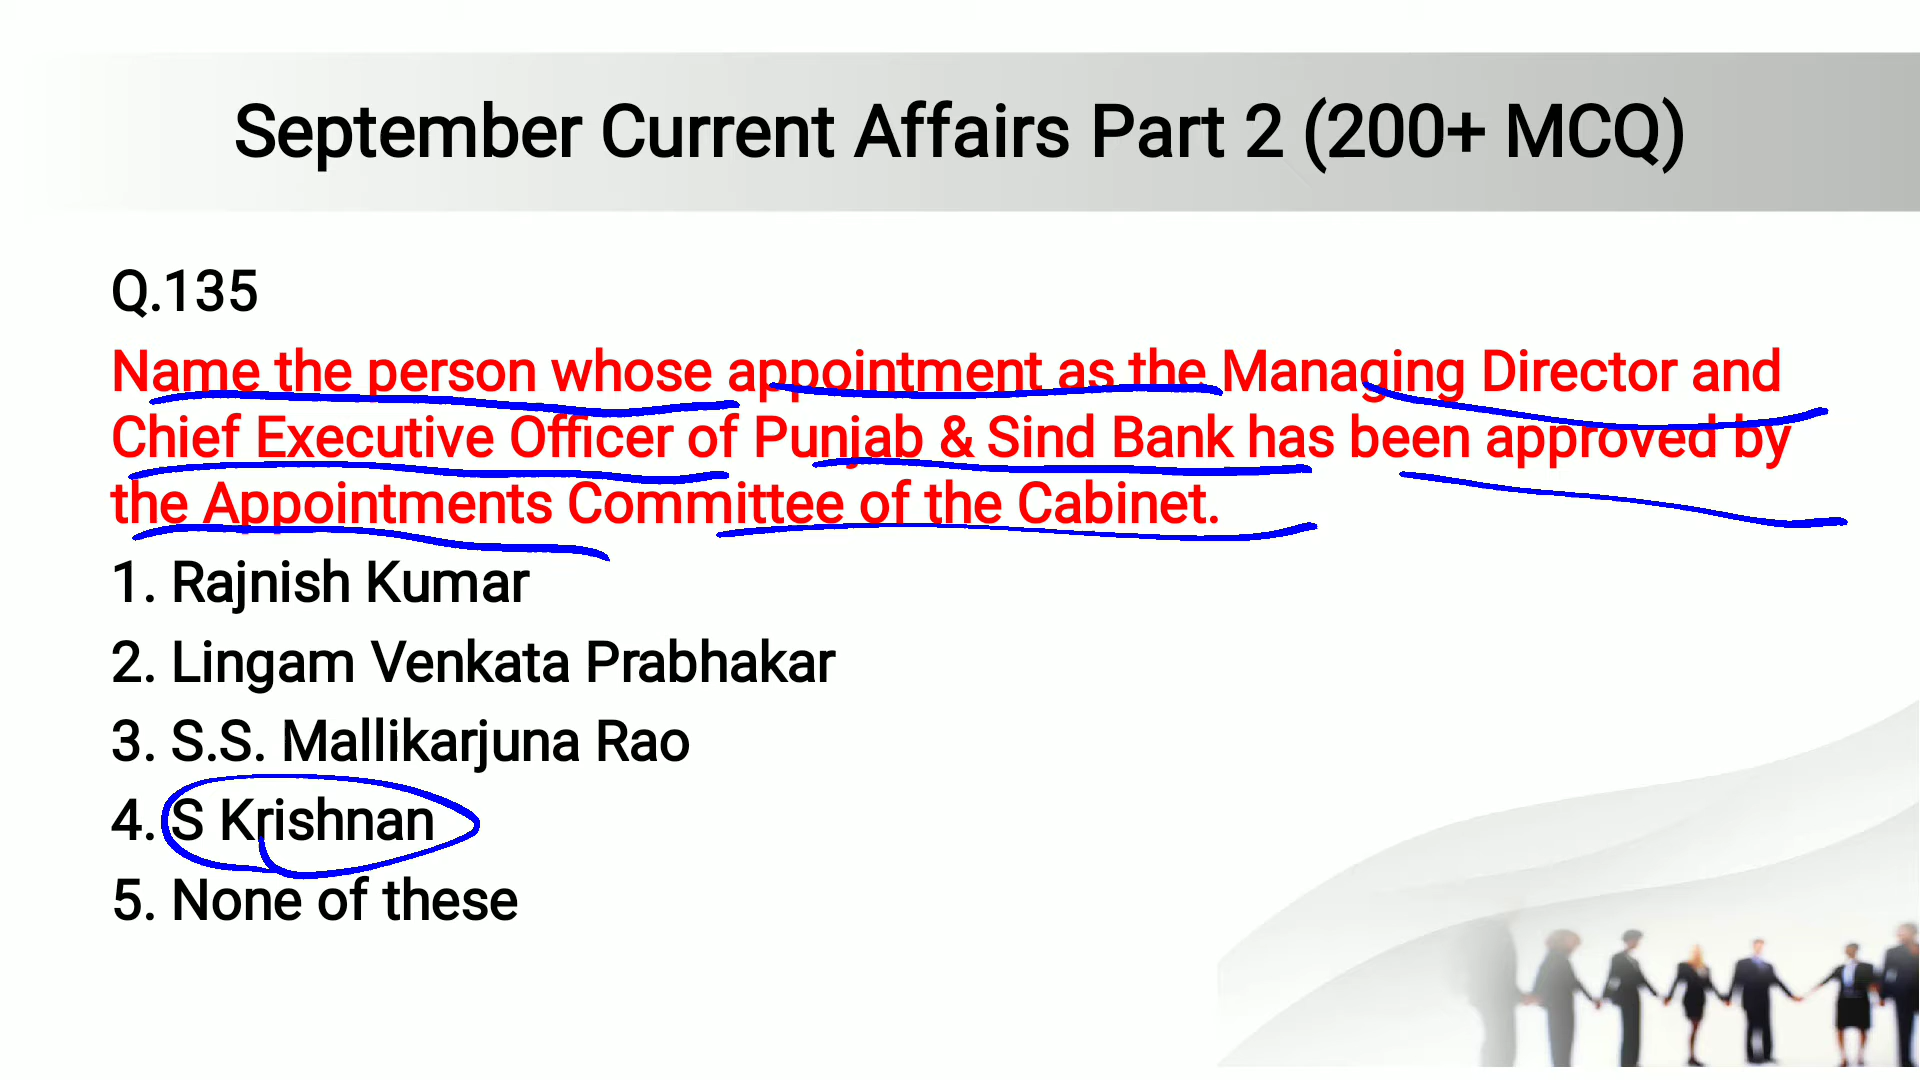 September Current Affairs Part 2 (200+ MCQ)
Q.135
Name the person whose appointment as the Managing Director and
Chief Executive Officer of Punjab & Sind Bank has been approved by
the Appointments Committee of the Cabinet.
1. Rajnish Kumar
2. Lingam Venkata Prabhakar
3. S.S. Mallikarjuna Rao
4. S Krishnan
5. None of these